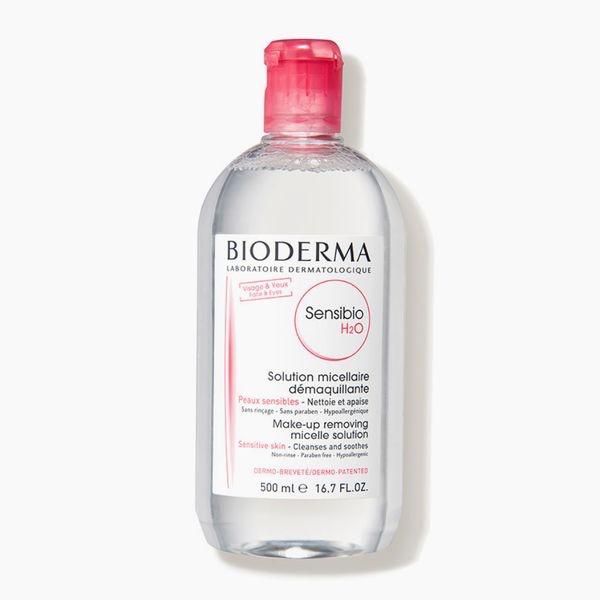 BIODERMA
LABORATOIRE DERMATOLOGIQUE
Visage & Yeux
Face & Eyes
Sensibio
H2O
Solution micellaire
démaquillante
Peaux sensibles - Nettoie et apaise
Sans rinçage - Sans paraben - Hypoallergénique
Make-up removing
micelle solution
Sensitive skin - Cleanses and soothes
Non-rinse - Paraben free - Hypoallergenic
DERMO-BREVETÉ/DERMO-PATENTED
500 ml ℮ 16.7 FL.OZ.